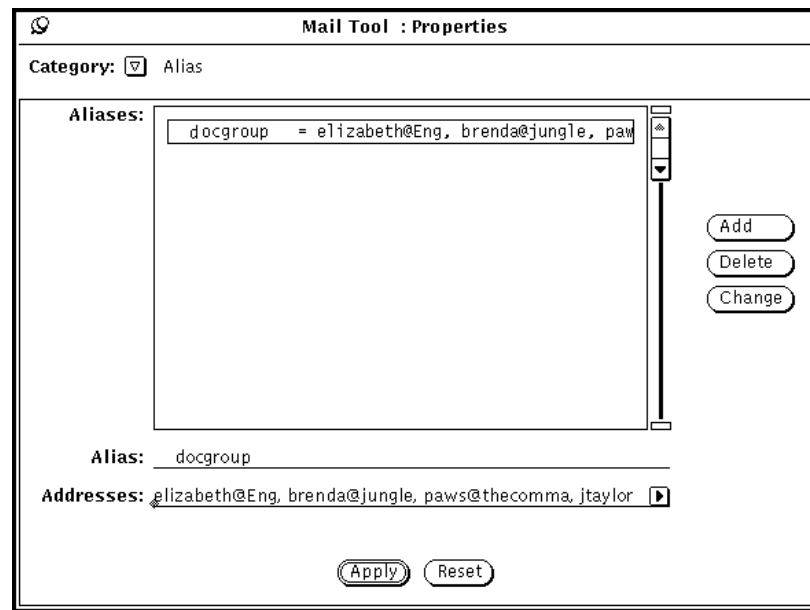 Mail Tool : Properties
Category: Alias
Aliases:
docgroup = elizabeth@Eng, brenda@jungle, paw
Add
Delete
Change
Alias: docgroup
Addresses: elizabeth@Eng, brenda@jungle, paws@thecomma, jtaylor
Apply Reset